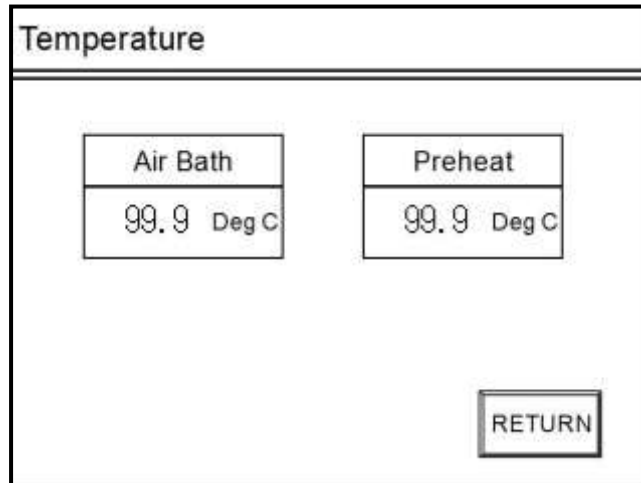 Temperature
Air Bath
Preheat
99.9 Deg C
99.9 Deg C
RETURN